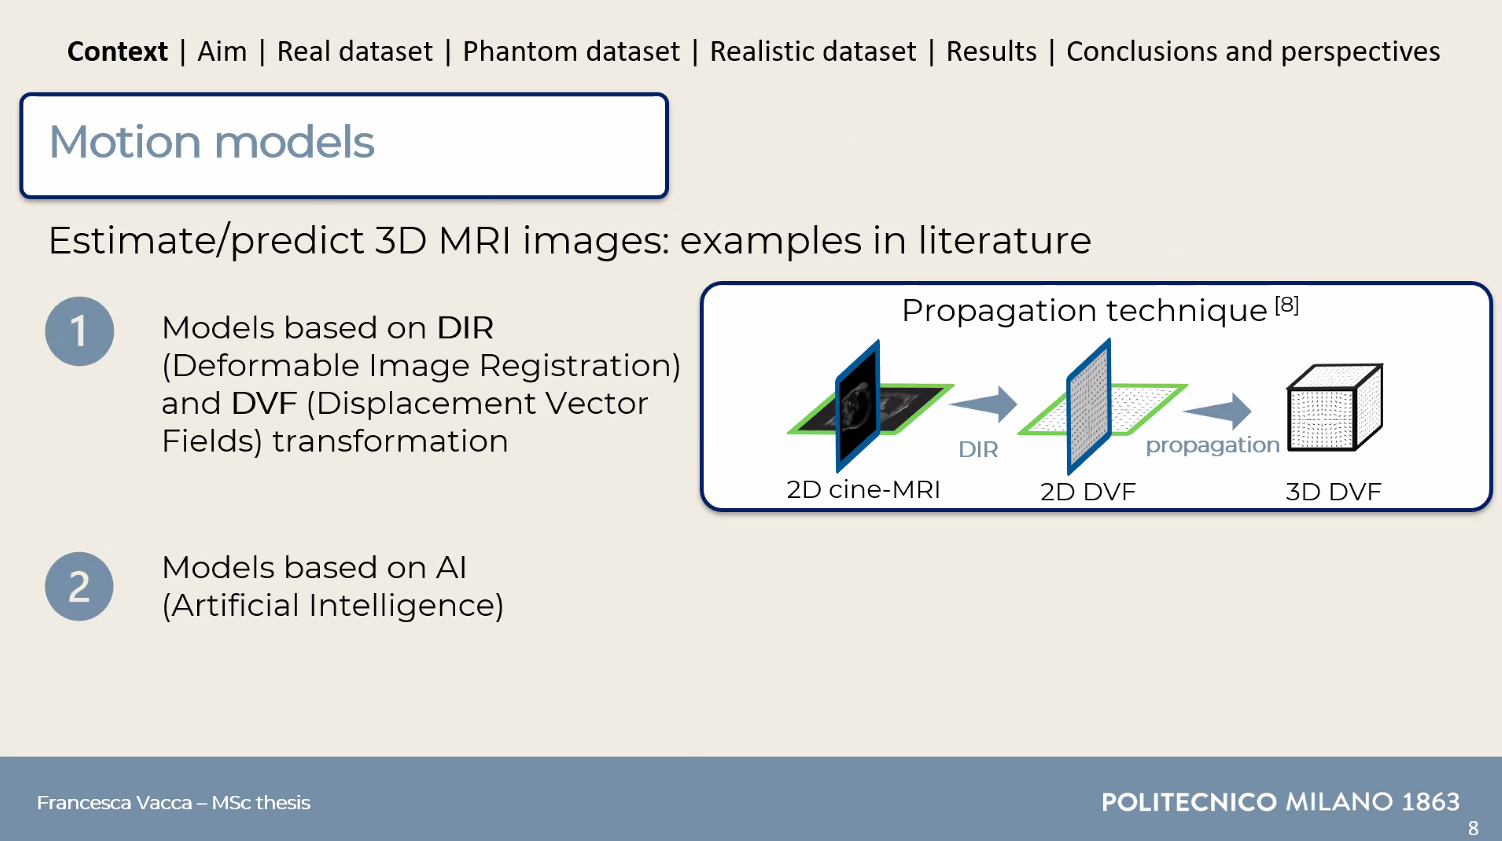 Context | Aim | Real dataset | Phantom dataset | Realistic dataset | Results | Conclusions and perspectives
Motion models
Estimate/predict 3D MRI images: examples in literature
1
Models based on DIR
(Deformable Image Registration)
and DVF (Displacement Vector
Fields) transformation
Propagation technique [8]
DIR
propagation
2D cine-MRI
2D DVF
3D DVF
2
Models based on AI
(Artificial Intelligence)
Francesca Vacca – MSc thesis
POLITECNICO MILANO 1863
8